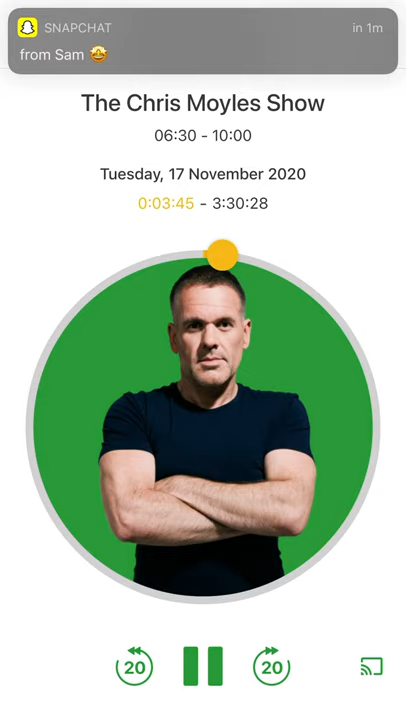 SNAPCHAT
in 1m
from Sam 🤩
The Chris Moyles Show
06:30 - 10:00
Tuesday, 17 November 2020
0:03:45 - 3:30:28
20
20